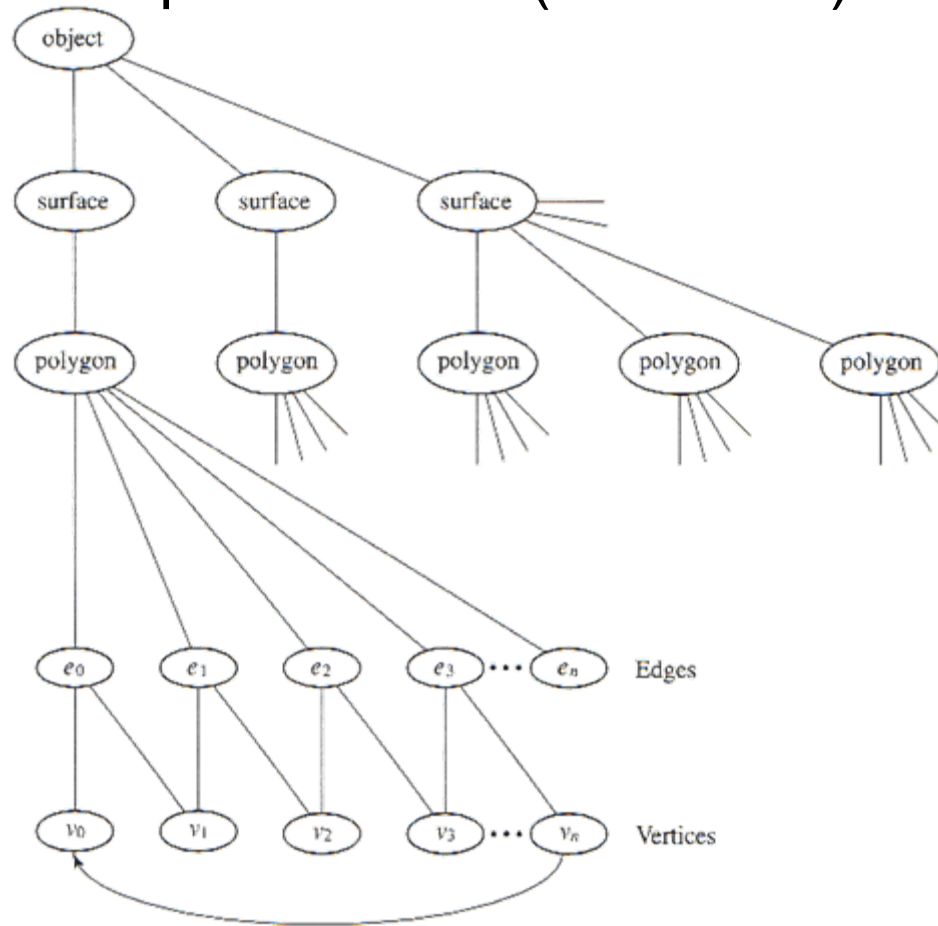 object
surface surface surface
polygon polygon polygon polygon polygon
e0 e1 e2 e3 ••• en Edges
v0 v1 v2 v3 ••• vn Vertices